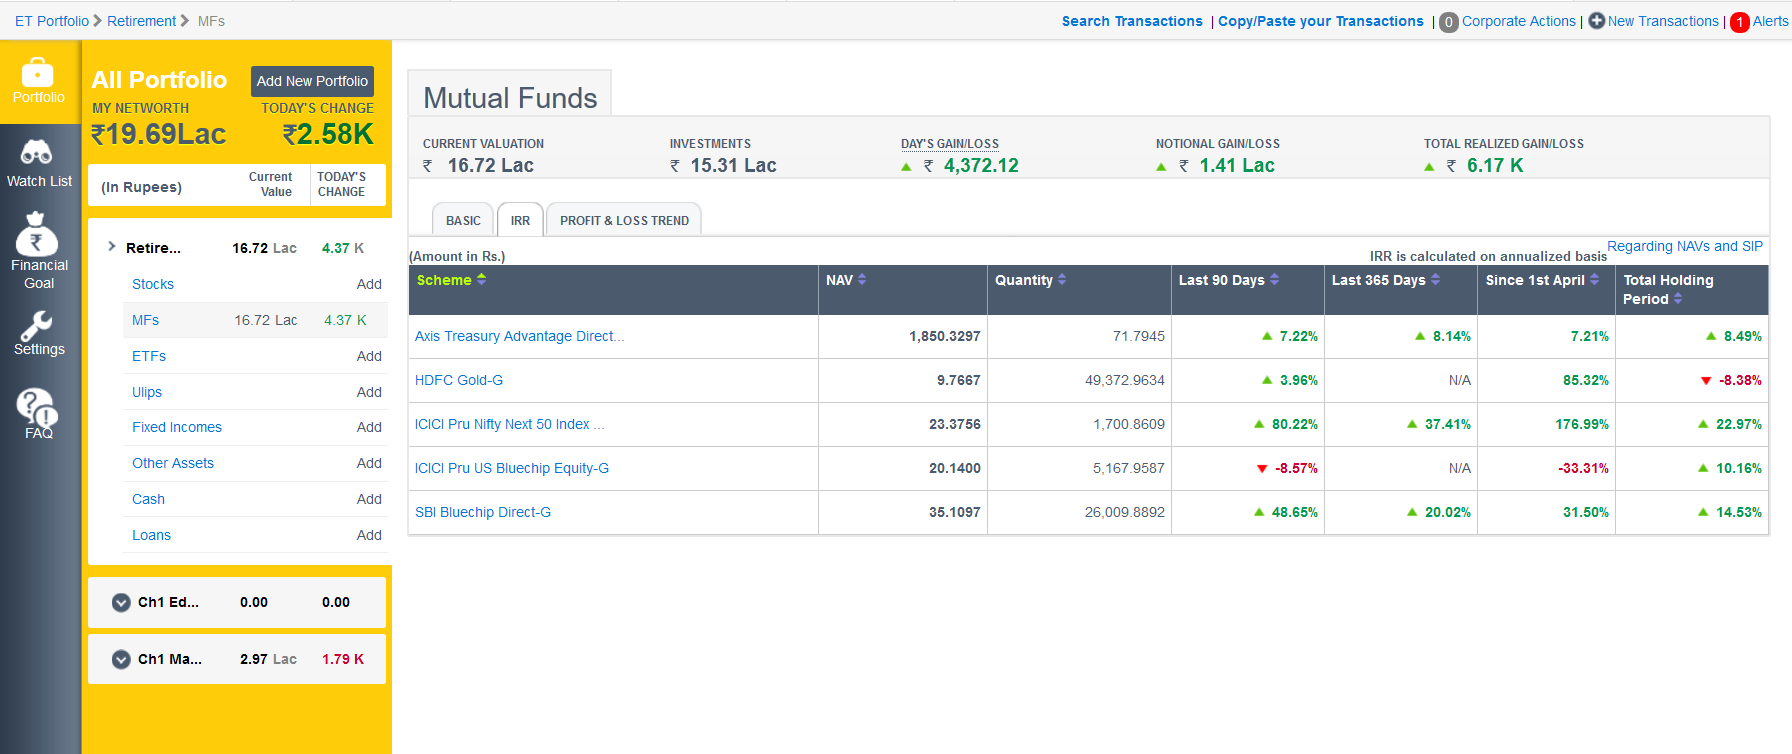 ET Portfolio Retirement MFs
Search Transactions | Copy/Paste your Transactions | 0 Corporate Actions | New Transactions | 1 Alerts
Portfolio
Watch List
Financial
Goal
Settings
FAQ
All Portfolio Add New Portfolio
MY NETWORTH TODAY'S CHANGE
₹19.69Lac ₹2.58K
(In Rupees) Current Value TODAY'S CHANGE
Retire... 16.72 Lac 4.37 K
Stocks Add
MFs 16.72 Lac 4.37 K
ETFs Add
Ulips Add
Fixed Incomes Add
Other Assets Add
Cash Add
Loans Add
Ch1 Ed... 0.00 0.00
Ch1 Ma... 2.97 Lac 1.79 K
Mutual Funds
CURRENT VALUATION INVESTMENTS DAY'S GAIN/LOSS NOTIONAL GAIN/LOSS TOTAL REALIZED GAIN/LOSS
₹ 16.72 Lac ₹ 15.31 Lac ₹ 4,372.12 ₹ 1.41 Lac ₹ 6.17 K
BASIC IRR PROFIT & LOSS TREND
(Amount in Rs.) IRR is calculated on annualized basis Regarding NAVs and SIP
Scheme NAV Quantity Last 90 Days Last 365 Days Since 1st April Total Holding Period
Axis Treasury Advantage Direct... 1,850.3297 71.7945 7.22% 8.14% 7.21% 8.49%
HDFC Gold-G 9.7667 49,372.9634 3.96% N/A 85.32% -8.38%
ICICI Pru Nifty Next 50 Index ... 23.3756 1,700.8609 80.22% 37.41% 176.99% 22.97%
ICICI Pru US Bluechip Equity-G 20.1400 5,167.9587 -8.57% N/A -33.31% 10.16%
SBI Bluechip Direct-G 35.1097 26,009.8892 48.65% 20.02% 31.50% 14.53%